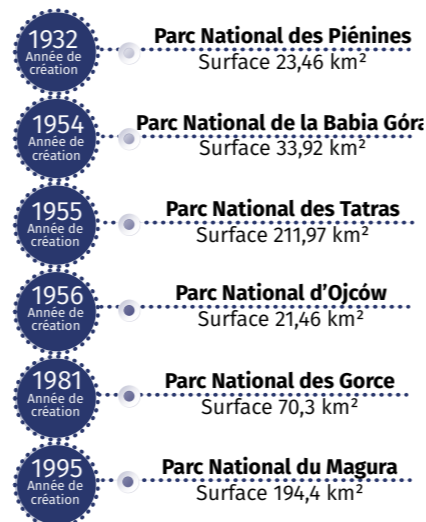 1932
Année de
création
Parc National des Piénines
Surface 23,46 km²
1954
Année de
création
Parc National de la Babia Góra
Surface 33,92 km²
1955
Année de
création
Parc National des Tatras
Surface 211,97 km²
1956
Année de
création
Parc National d’Ojców
Surface 21,46 km²
1981
Année de
création
Parc National des Gorce
Surface 70,3 km²
1995
Année de
création
Parc National du Magura
Surface 194,4 km²